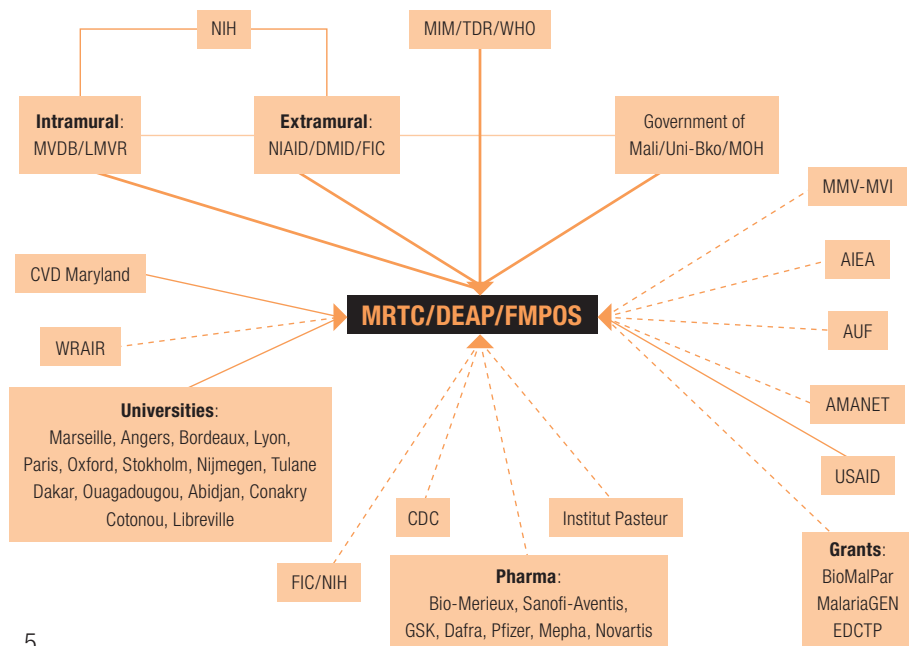 NIH
MIM/TDR/WHO
Intramural:
MVDB/LMVR
Extramural:
NIAID/DMID/FIC
Government of
Mali/Uni-Bko/MOH
MMV-MVI
CVD Maryland
AIEA
MRTC/DEAP/FMPOS
WRAIR
AUF
Universities:
Marseille, Angers, Bordeaux, Lyon,
Paris, Oxford, Stokholm, Nijmegen, Tulane
Dakar, Ouagadougou, Abidjan, Conakry
Cotonou, Libreville
AMANET
USAID
CDC
Institut Pasteur
FIC/NIH
Pharma:
Bio-Merieux, Sanofi-Aventis,
GSK, Dafra, Pfizer, Mepha, Novartis
Grants:
BioMalPar
MalariaGEN
EDCTP
5